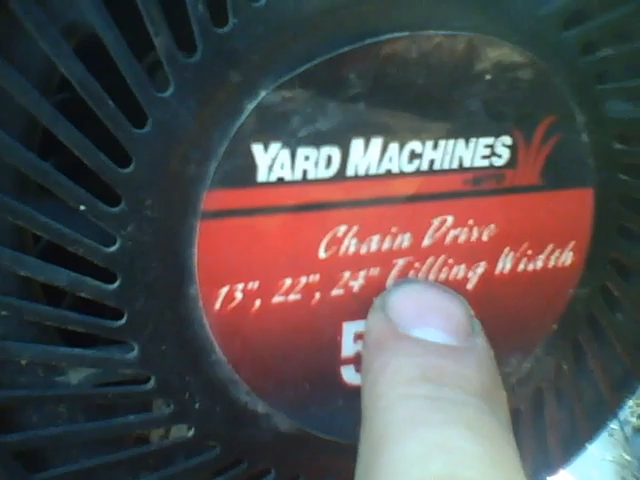 YARD MACHINES
Chain Drive
13", 22", 24" Tilling Width
5